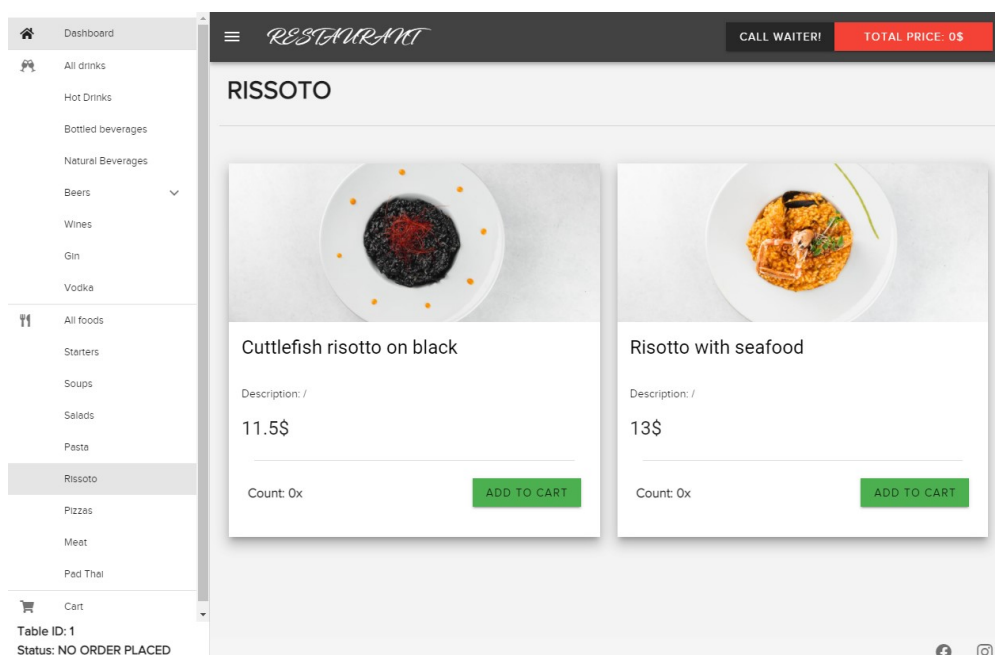 Dashboard
All drinks
Hot Drinks
Bottled beverages
Natural Beverages
Beers
Wines
Gin
Vodka
All foods
Starters
Soups
Salads
Pasta
Rissoto
Pizzas
Meat
Pad Thai
Cart
Table ID: 1
Status: NO ORDER PLACED
RESTAURANT
CALL WAITER!
TOTAL PRICE: 0$
RISSOTO
Cuttlefish risotto on black
Description: /
11.5$
Count: 0x
ADD TO CART
Risotto with seafood
Description: /
13$
Count: 0x
ADD TO CART